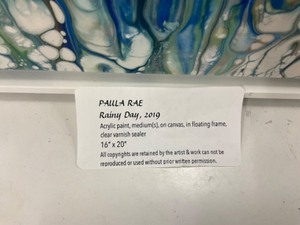 PAULA RAE
Rainy Day, 2019
Acrylic paint, medium(s), on canvas, in floating frame,
clear varnish sealer
16" x 20"
All copyrights are retained by the artist & work can not be
reproduced or used without prior written permission.